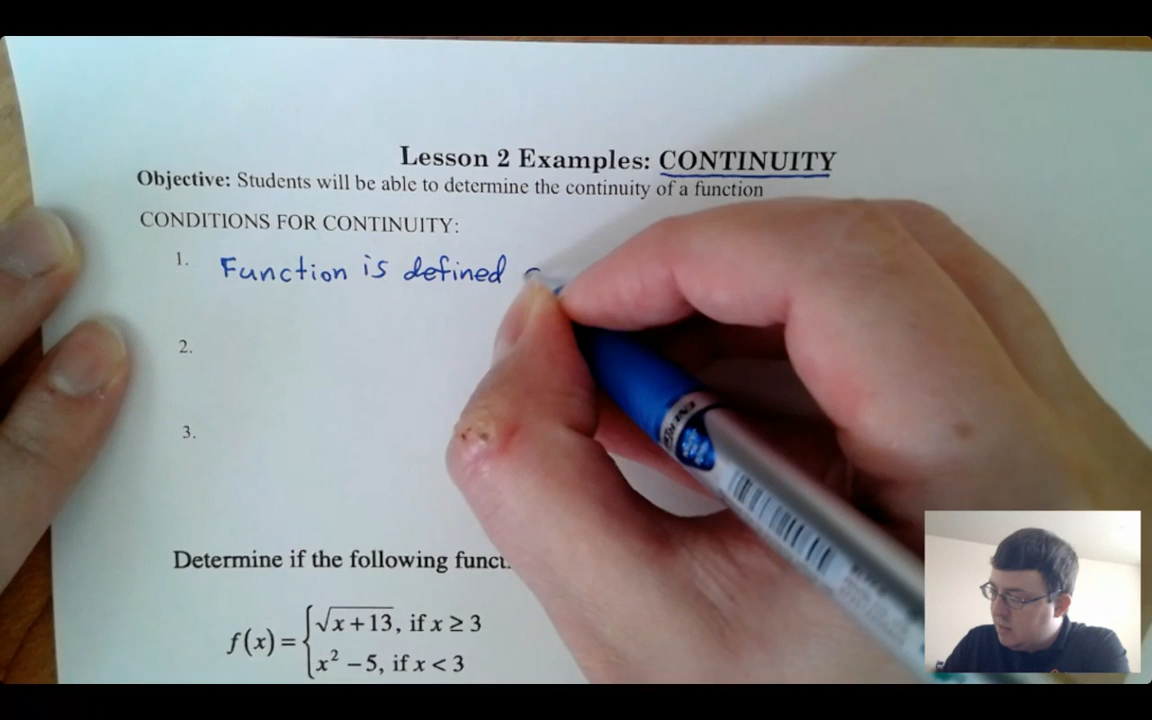 Lesson 2 Examples: CONTINUITY
Objective: Students will be able to determine the continuity of a function
CONDITIONS FOR CONTINUITY:
1. Function is defined
2.
3.
Determine if the following funct
f(x) = { √x+13, if x ≥ 3
x² − 5, if x < 3